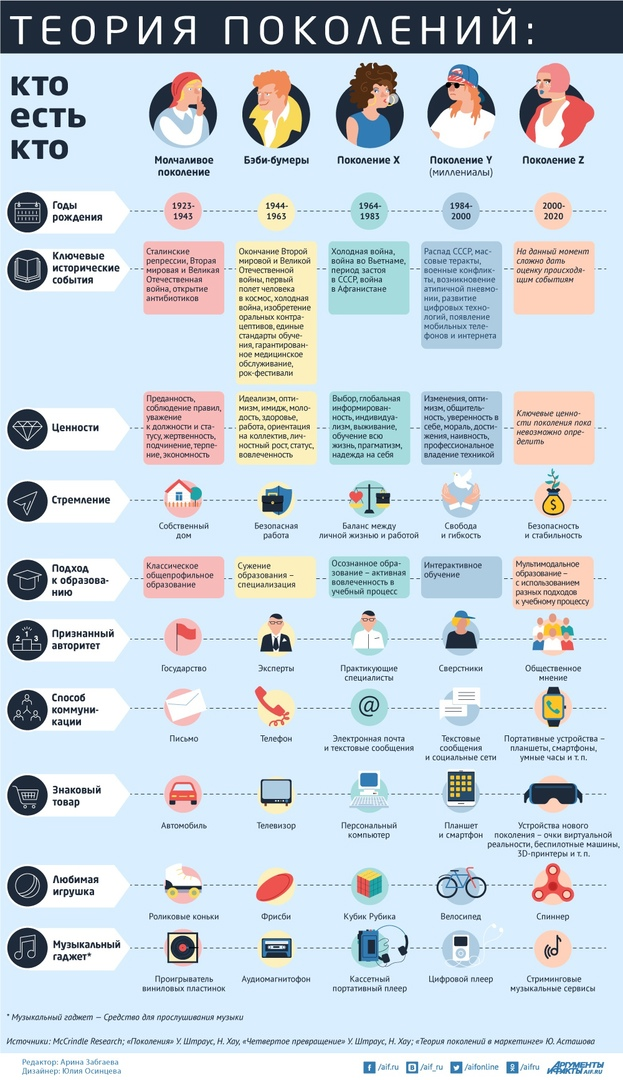 ТЕОРИЯ ПОКОЛЕНИЙ:
кто
есть
кто
Молчаливое
поколение
Бэби-бумеры
Поколение X
Поколение Y
(миллениалы)
Поколение Z
Годы
рождения
1923-
1943
1944-
1963
1964-
1983
1984-
2000
2000-
2020
Ключевые
исторические
события
Сталинские
репрессии, Вторая
мировая и Великая
Отечественная
война, открытие
антибиотиков
Окончание Второй
мировой и Великой
Отечественной
войны, первый
полет человека
в космос, холодная
война, изобретение
оральных контра-
цептивов, единые
стандарты обуче-
ния, гарантирован-
ное медицинское
обслуживание,
рок-фестивали
Холодная война,
война во Вьетнаме,
период застоя
в СССР, война
в Афганистане
Распад СССР, мас-
совые теракты,
военные конфлик-
ты, возникновение
атипичной пневмо-
нии, развитие
цифровых техно-
логий, появление
мобильных теле-
фонов и интернета
На данный момент
сложно дать
оценку происходя-
щим событиям
Ценности
Преданность,
соблюдение правил,
уважение
к должности и ста-
тусу, жертвенность,
подчинение, терпе-
ние, экономность
Идеализм, опти-
мизм, имидж, моло-
дость, здоровье,
работа, ориентация
на коллектив, лич-
ностный рост, статус,
вовлеченность
Выбор, глобальная
информирован-
ность, индивидуа-
лизм, выживание,
обучение всю
жизнь, прагматизм,
надежда на себя
Изменения, опти-
мизм, общитель-
ность, уверенность в
себе, мораль, дости-
жения, наивность,
профессиональное
владение техникой
Ключевые ценно-
сти поколения пока
невозможно опре-
делить
Стремление
Собственный
дом
Безопасная
работа
Баланс между
личной жизнью и работой
Свобода
и гибкость
Безопасность
и стабильность
Подход
к образова-
нию
Классическое
общепрофильное
образование
Сужение
образования –
специализация
Осознанное обра-
зование – активная
вовлеченность в
учебный процесс
Интерактивное
обучение
Мультимодальное
образование –
с использованием
разных подходов
к учебному процессу
Признанный
авторитет
Государство
Эксперты
Практикующие
специалисты
Сверстники
Общественное
мнение
Способ
коммуни-
кации
Письмо
Телефон
Электронная почта
и текстовые сообщения
Текстовые
сообщения
и социальные сети
Портативные устройства –
планшеты, смартфоны,
умные часы и т. п.
Знаковый
товар
Автомобиль
Телевизор
Персональный
компьютер
Планшет
и смартфон
Устройства нового
поколения – очки виртуальной
реальности, беспилотные машины,
3D-принтеры и т. п.
Любимая
игрушка
Роликовые коньки
Фрисби
Кубик Рубика
Велосипед
Спиннер
Музыкальный
гаджет*
Проигрыватель
виниловых пластинок
Аудиомагнитофон
Кассетный
портативный плеер
Цифровой плеер
Стриминговые
музыкальные сервисы
* Музыкальный гаджет — Средство для прослушивания музыки
Источники: McCrindle Research; «Поколения» У. Штраус, Н. Хау, «Четвертое превращение» У. Штраус, Н. Хау; «Теория поколений в маркетинге» Ю. Асташова
Редактор: Арина Забгаева
Дизайнер: Юлия Осинцева
/aif.ru
/aif_ru
/aifonline
/aifru
АРГУМЕНТЫ
И ФАКТЫ AIF.RU